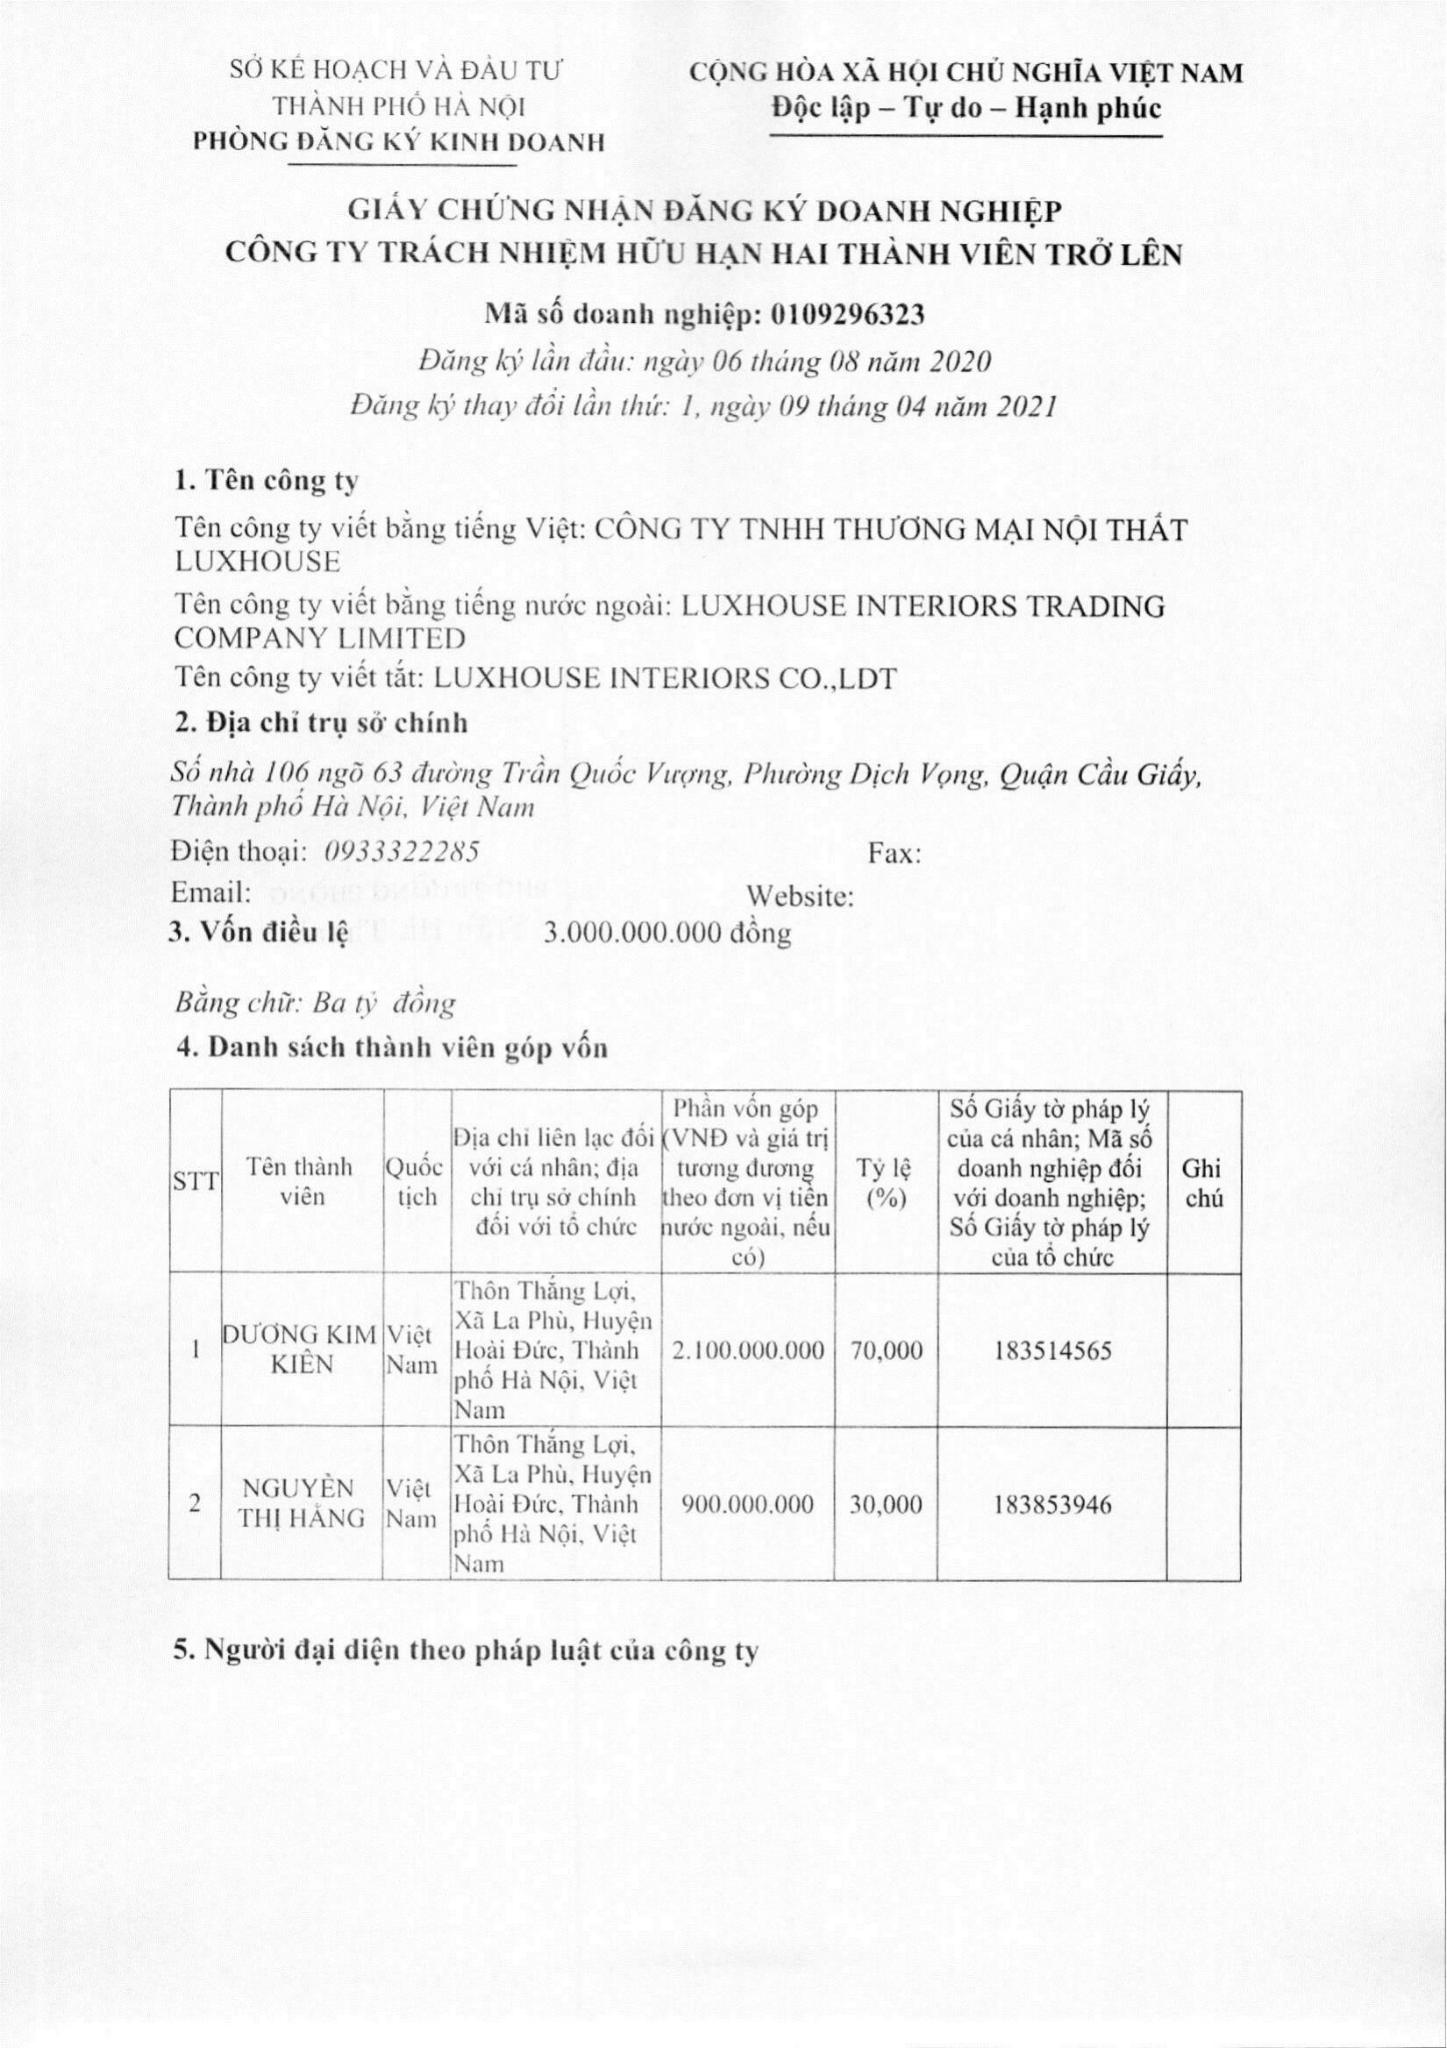 SỞ KẾ HOẠCH VÀ ĐẦU TƯ
THÀNH PHỐ HÀ NỘI
PHÒNG ĐĂNG KÝ KINH DOANH
CỘNG HÒA XÃ HỘI CHỦ NGHĨA VIỆT NAM
Độc lập – Tự do – Hạnh phúc
GIẤY CHỨNG NHẬN ĐĂNG KÝ DOANH NGHIỆP
CÔNG TY TRÁCH NHIỆM HỮU HẠN HAI THÀNH VIÊN TRỞ LÊN
Mã số doanh nghiệp: 0109296323
Đăng ký lần đầu: ngày 06 tháng 08 năm 2020
Đăng ký thay đổi lần thứ: 1, ngày 09 tháng 04 năm 2021
1. Tên công ty
Tên công ty viết bằng tiếng Việt: CÔNG TY TNHH THƯƠNG MẠI NỘI THẤT
LUXHOUSE
Tên công ty viết bằng tiếng nước ngoài: LUXHOUSE INTERIORS TRADING
COMPANY LIMITED
Tên công ty viết tắt: LUXHOUSE INTERIORS CO.,LDT
2. Địa chỉ trụ sở chính
Số nhà 106 ngõ 63 đường Trần Quốc Vượng, Phường Dịch Vọng, Quận Cầu Giấy,
Thành phố Hà Nội, Việt Nam
Điện thoại: 0933322285 Fax:
Email: Website:
3. Vốn điều lệ 3.000.000.000 đồng
Bằng chữ: Ba tỷ đồng
4. Danh sách thành viên góp vốn
STT
Tên thành
viên
Quốc
tịch
Địa chỉ liên lạc đối
với cá nhân; địa
chỉ trụ sở chính
đối với tổ chức
Phần vốn góp
(VNĐ và giá trị
tương đương
theo đơn vị tiền
nước ngoài, nếu
có)
Tỷ lệ
(%)
Số Giấy tờ pháp lý
của cá nhân; Mã số
doanh nghiệp đối
với doanh nghiệp;
Số Giấy tờ pháp lý
của tổ chức
Ghi
chú
1
DƯƠNG KIM
KIÊN
Việt
Nam
Thôn Thắng Lợi,
Xã La Phù, Huyện
Hoài Đức, Thành
phố Hà Nội, Việt
Nam
2.100.000.000
70,000
183514565
2
NGUYỄN
THỊ HẰNG
Việt
Nam
Thôn Thắng Lợi,
Xã La Phù, Huyện
Hoài Đức, Thành
phố Hà Nội, Việt
Nam
900.000.000
30,000
183853946
5. Người đại diện theo pháp luật của công ty